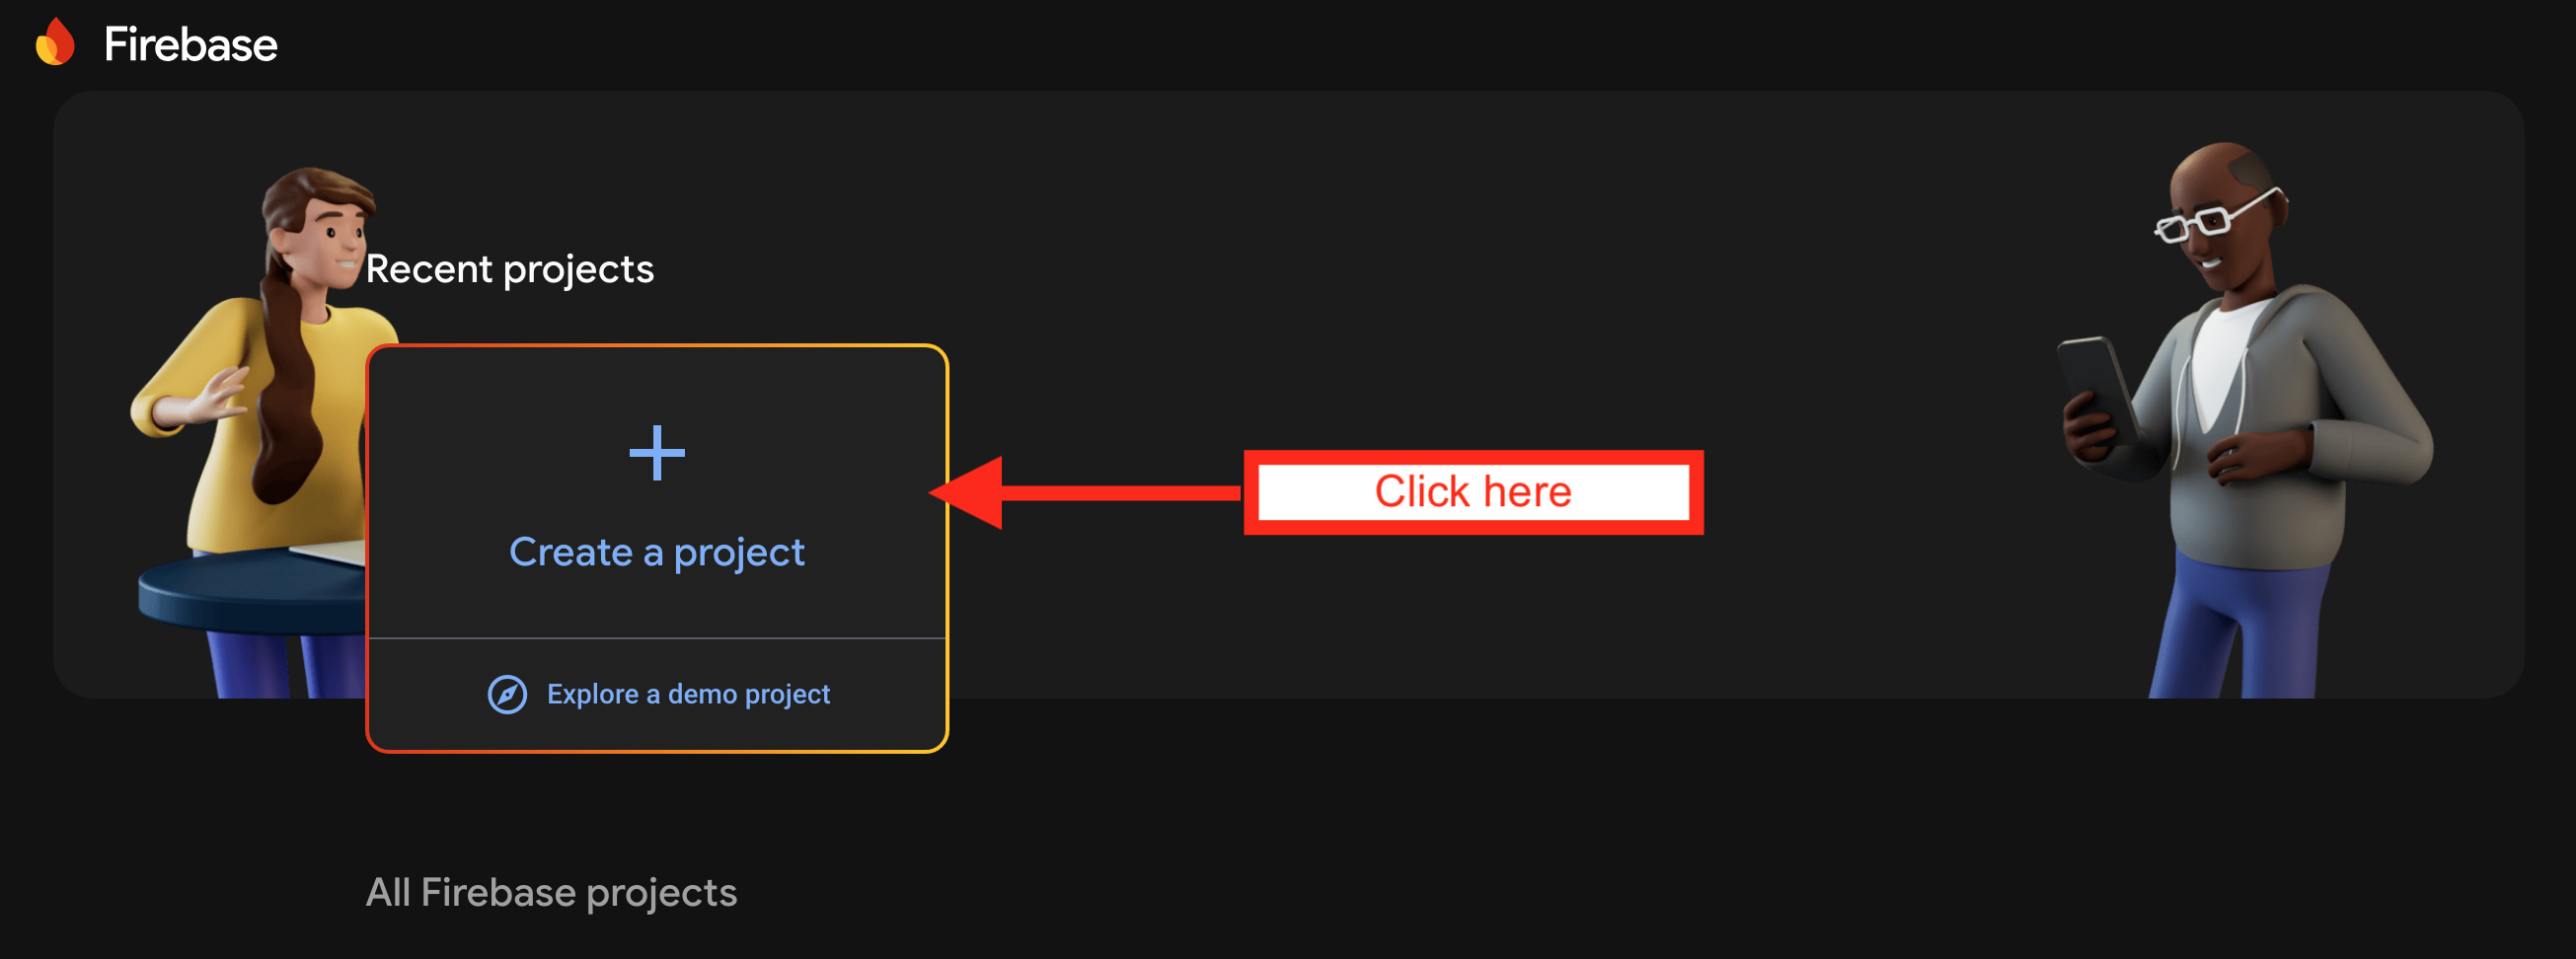 Firebase
Recent projects
Create a project
Click here
Explore a demo project
All Firebase projects